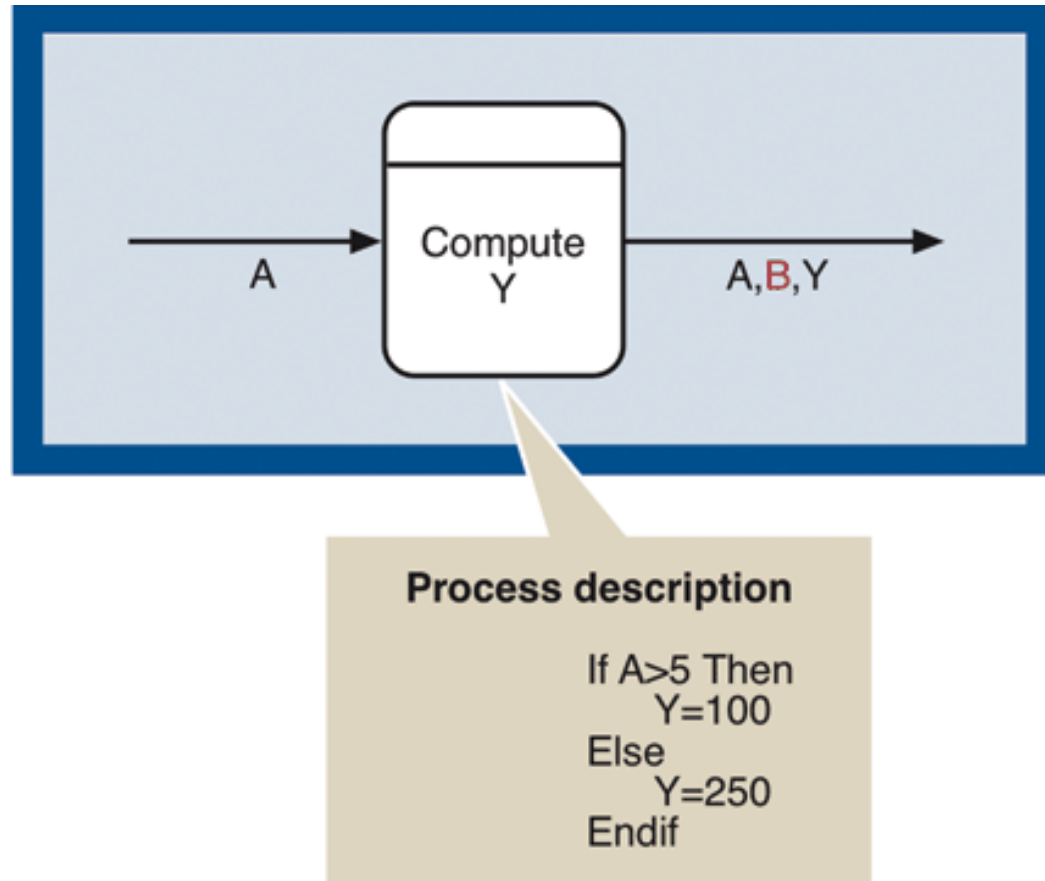 Compute
Y
A
A,B,Y
Process description
If A>5 Then
Y=100
Else
Y=250
Endif